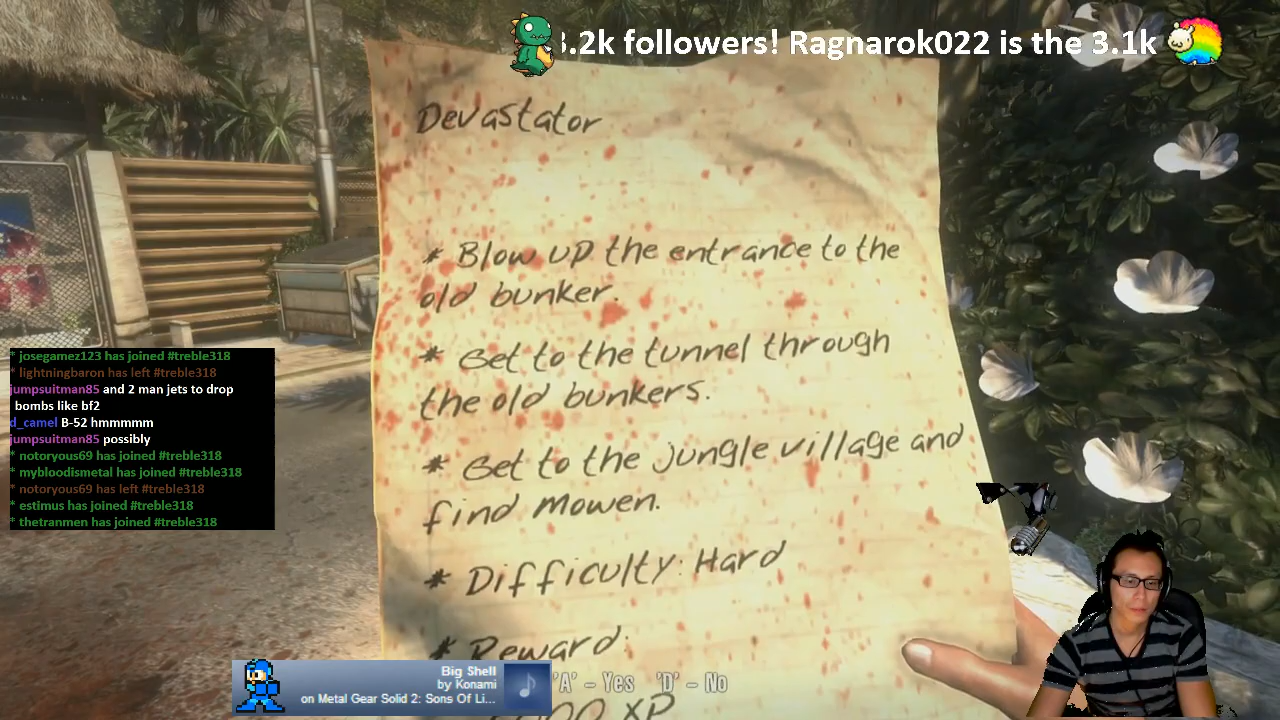 3.2k followers! Ragnarok022 is the 3.1k
Devastator
* Blow up the entrance to the
old bunker.
* Get to the tunnel through
the old bunkers.
* Get to the jungle village and
find Mowen.
* Difficulty: Hard
* Reward:
XP
'A' - Yes 'D' - No
* josegamez123 has joined #treble318
* lightningbaron has left #treble318
jumpsuitman85 and 2 man jets to drop
bombs like bf2
d_camel B-52 hmmmmm
jumpsuitman85 possibly
* notoryous69 has joined #treble318
* mybloodismetal has joined #treble318
* notoryous69 has left #treble318
* estimus has joined #treble318
* thetranmen has joined #treble318
Big Shell
by Konami
on Metal Gear Solid 2: Sons Of Li...